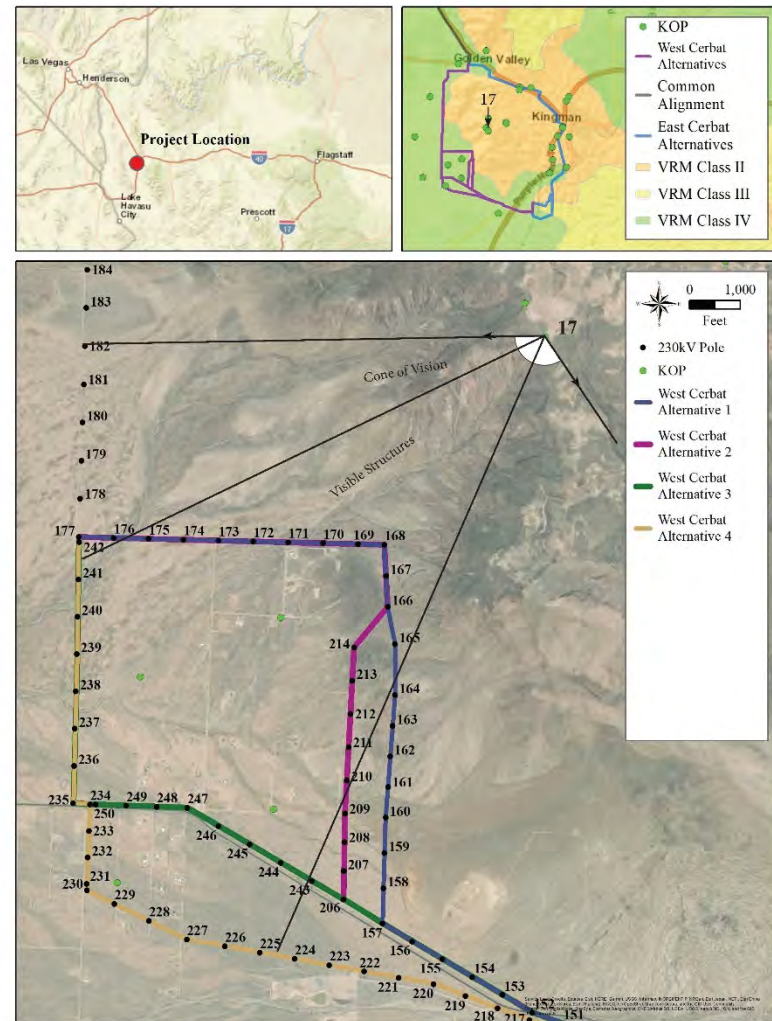 Las Vegas
Henderson
Project Location
40
Flagstaff
Lake
Havasu
City
Prescott
17
Golden Valley
17
Kingman
KOP
West Cerbat
Alternatives
Common
Alignment
East Cerbat
Alternatives
VRM Class II
VRM Class III
VRM Class IV
184
183
182
181
180
179
178
17
Cone of Vision
Visible Structures
0 1,000
Feet
230kV Pole
KOP
West Cerbat
Alternative 1
West Cerbat
Alternative 2
West Cerbat
Alternative 3
West Cerbat
Alternative 4
177 176 175 174 173 172 171 170 169 168
242
241
240
239
238
237
236
235
167
166
165
164
163
162
161
160
159
158
157
214
213
212
211
210
209
208
207
206
234
250
249 248 247
246
245
244
243
233
232
231
230
229
228
227
226
225
224
223
222
221
220
219
218
217
156
155
154
153
152
151